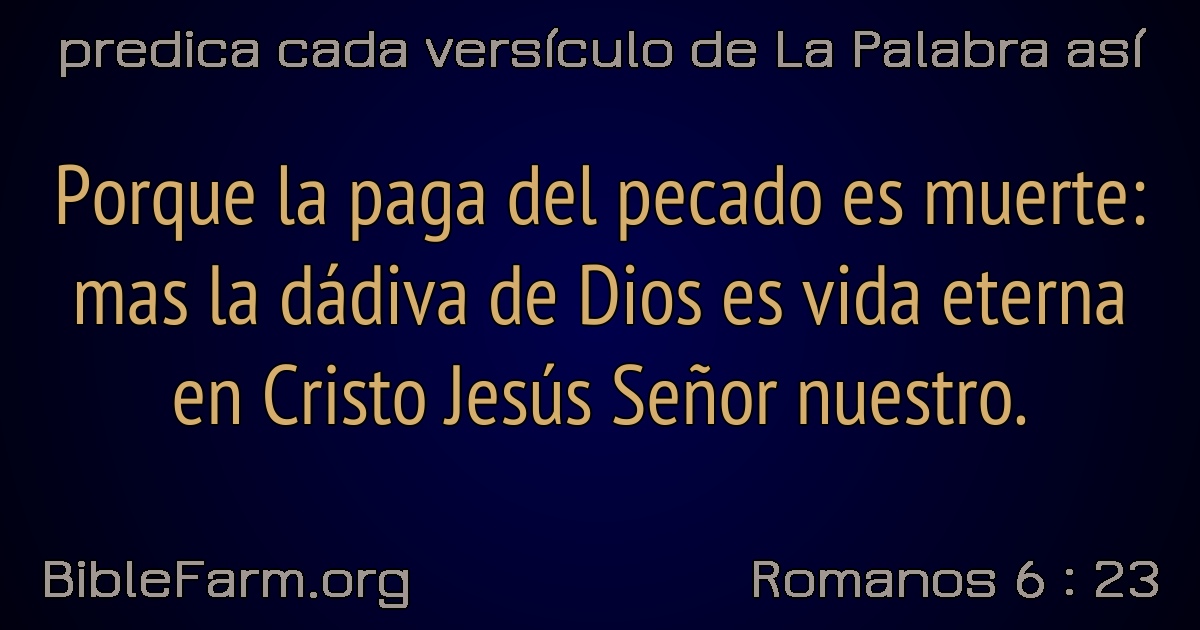 predica cada versículo de La Palabra así
Porque la paga del pecado es muerte:
mas la dádiva de Dios es vida eterna
en Cristo Jesús Señor nuestro.
BibleFarm.org
Romanos 6 : 23